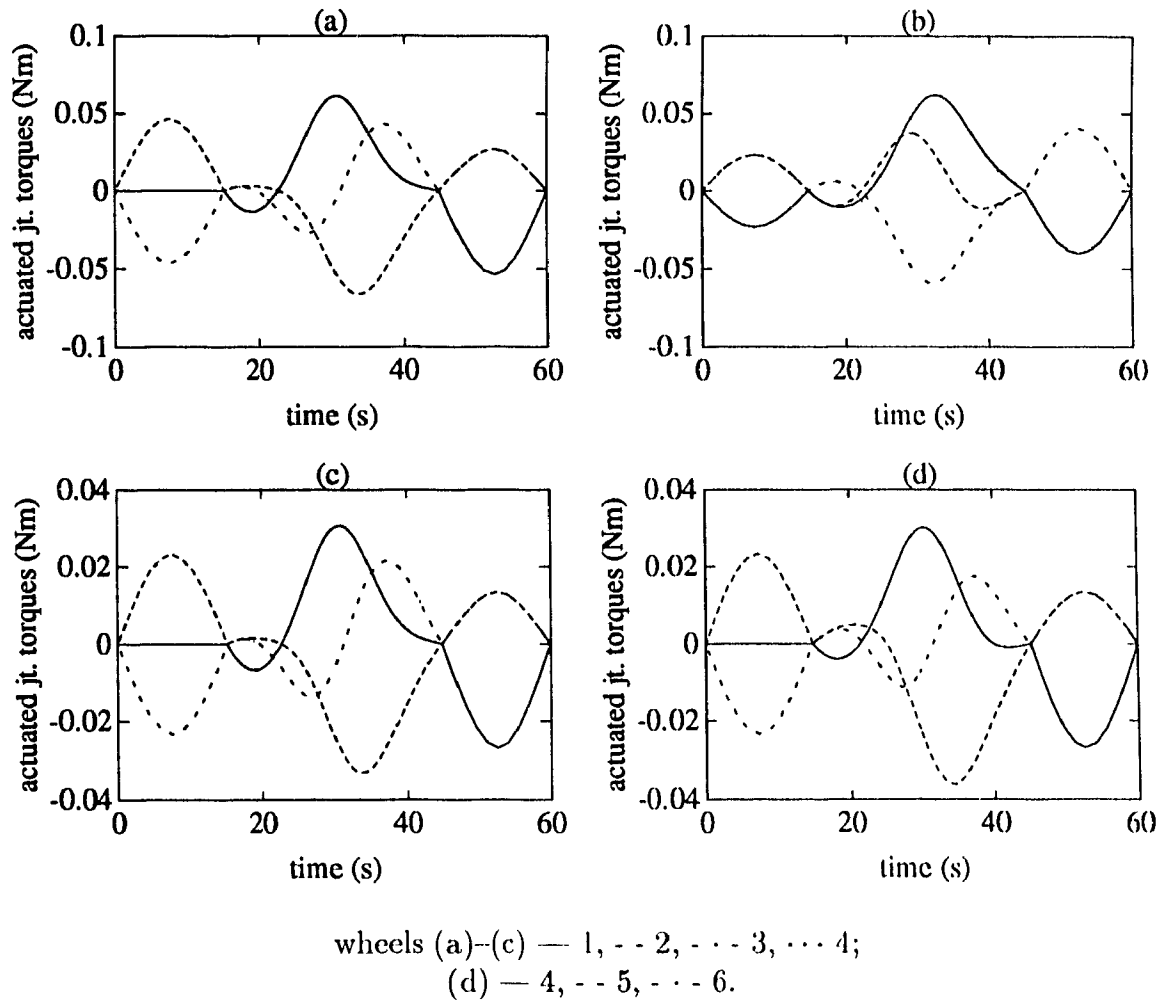 (a) (b)
0.1 0.1
actuated jt. torques (Nm) actuated jt. torques (Nm)
0.05 0.05
0 0
-0.05 -0.05
-0.1 -0.1
0 20 40 60 0 20 40 60
time (s) time (s)
(c) (d)
0.04 0.04
actuated jt. torques (Nm) actuated jt. torques (Nm)
0.02 0.02
0 0
-0.02 -0.02
-0.04 -0.04
0 20 40 60 0 20 40 60
time (s) time (s)
wheels (a)–(c) — 1, - - 2, - · - 3, ··· 4;
(d) — 4, - - 5, - · - 6.